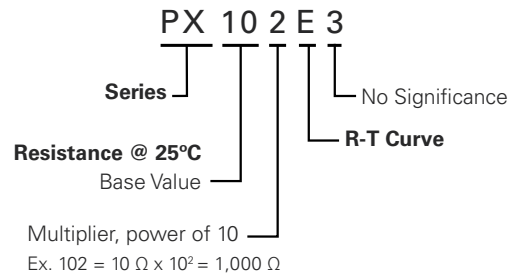 PX 10 2 E 3
Series
No Significance
R-T Curve
Resistance @ 25ºC
Base Value
Multiplier, power of 10
Ex. 102 = 10 Ω x 10² = 1,000 Ω